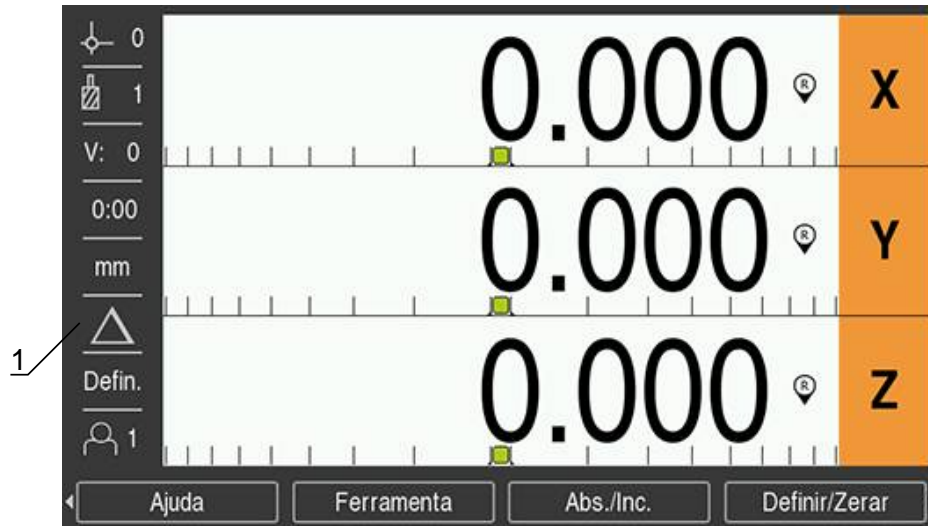 0
0.000 ® X
1
V: 0
0:00
0.000 ® Y
mm
1
Defin.
0.000 ® Z
1
Ajuda Ferramenta Abs./Inc. Definir/Zerar